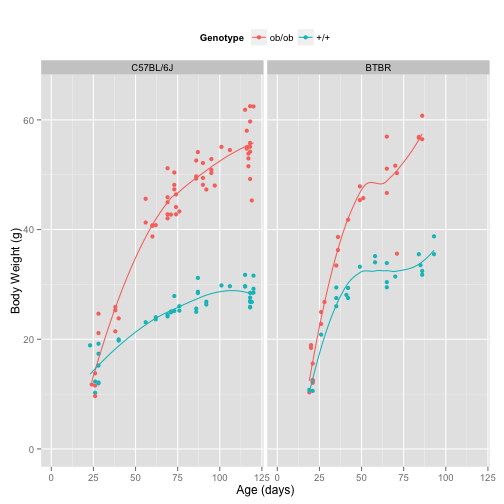 Genotype ob/ob +/+
C57BL/6J BTBR
60
40
20
0
0 25 50 75 100 125 0 25 50 75 100 125
Body Weight (g)
Age (days)